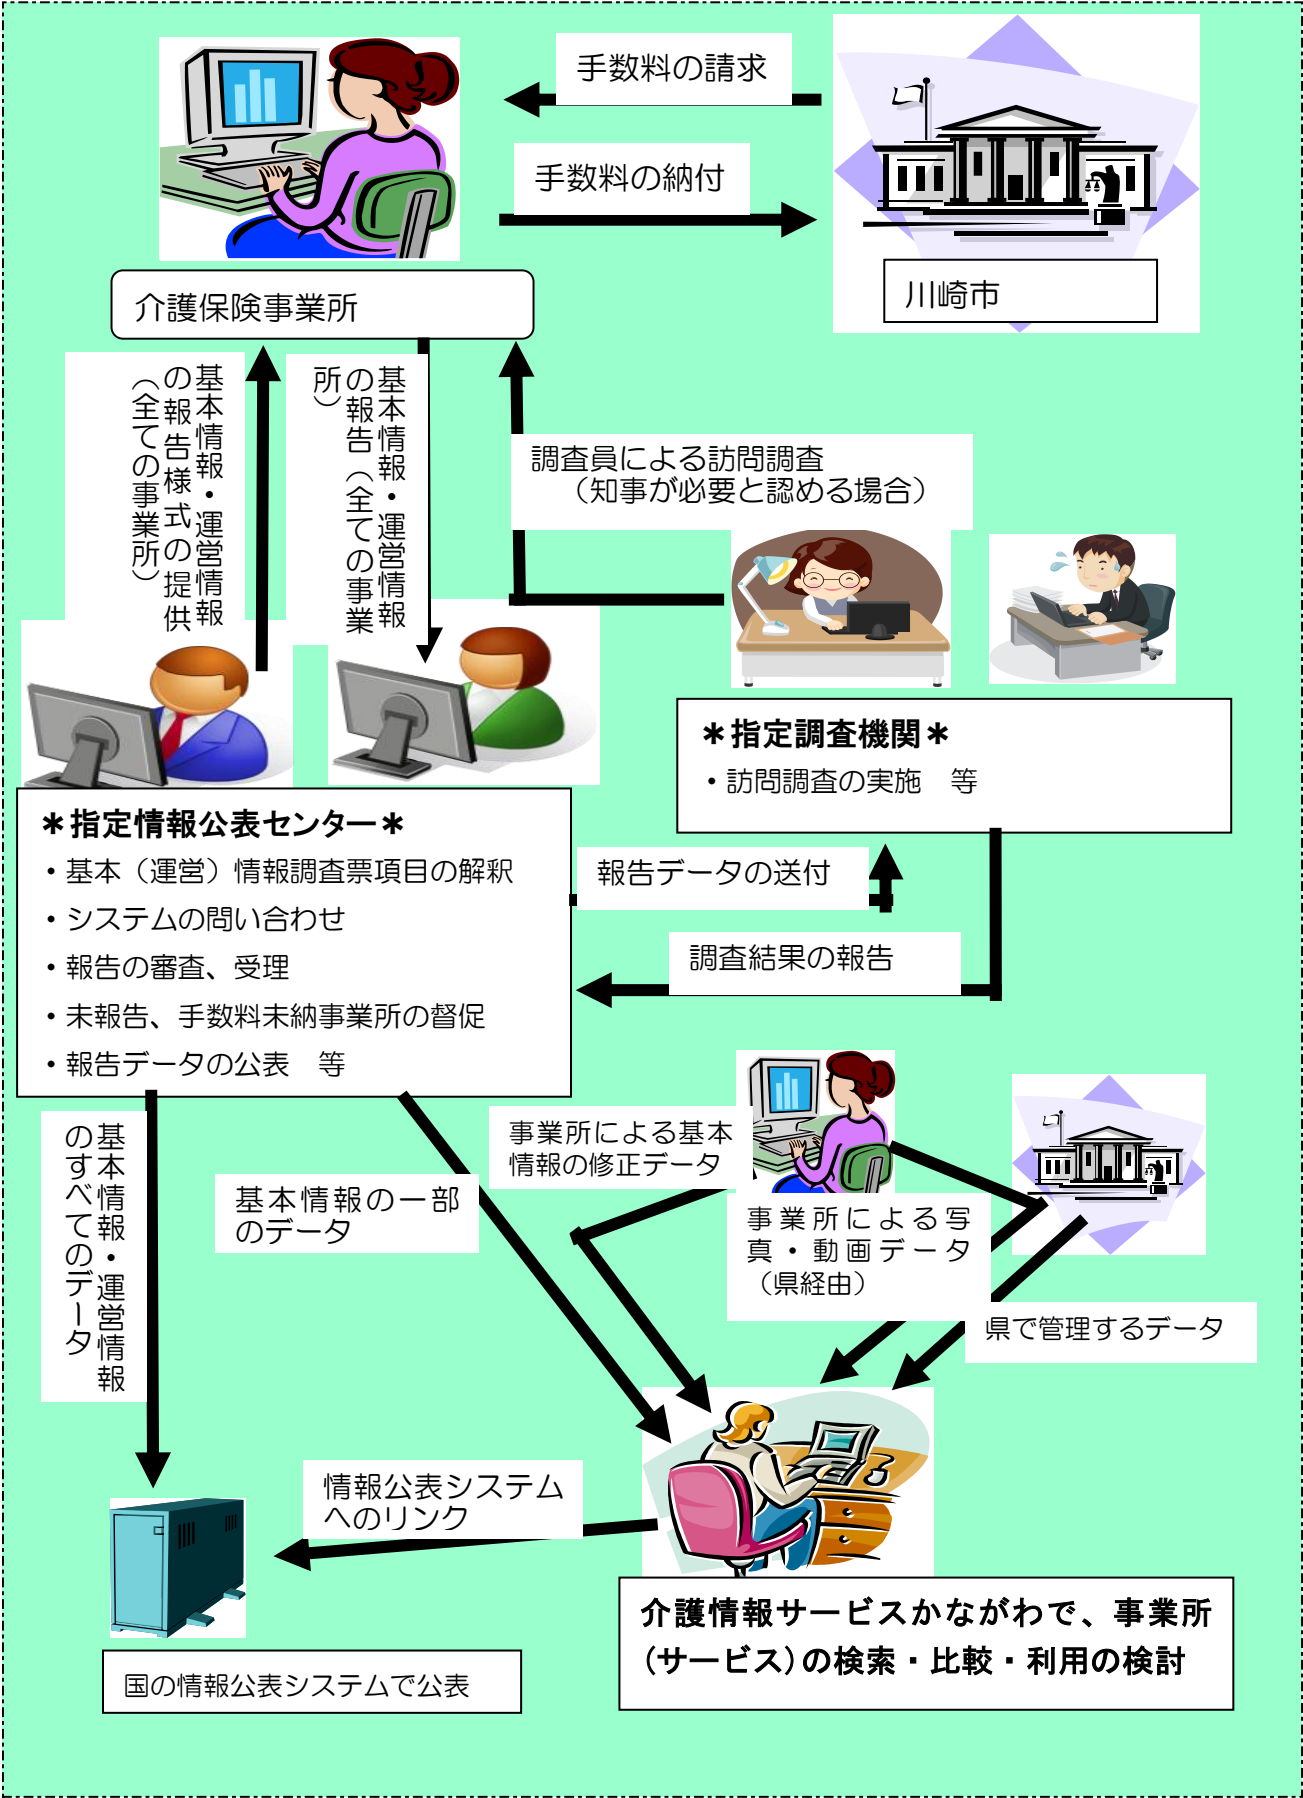 手数料の請求
手数料の納付
介護保険事業所
川崎市
基本情報・運営情報
の報告様式の提供
（全ての事業所）
基本情報・運営情報
の報告（全ての事業
所）
調査員による訪問調査
（知事が必要と認める場合）
＊指定調査機関＊
・訪問調査の実施　等
＊指定情報公表センター＊
・基本（運営）情報調査票項目の解釈
・システムの問い合わせ
・報告の審査、受理
・未報告、手数料未納事業所の督促
・報告データの公表　等
報告データの送付
調査結果の報告
基本情報・運営情報
のすべてのデータ
基本情報の一部
のデータ
事業所による基本
情報の修正データ
事業所による写
真・動画データ
（県経由）
県で管理するデータ
情報公表システム
へのリンク
国の情報公表システムで公表
介護情報サービスかながわで、事業所
（サービス）の検索・比較・利用の検討